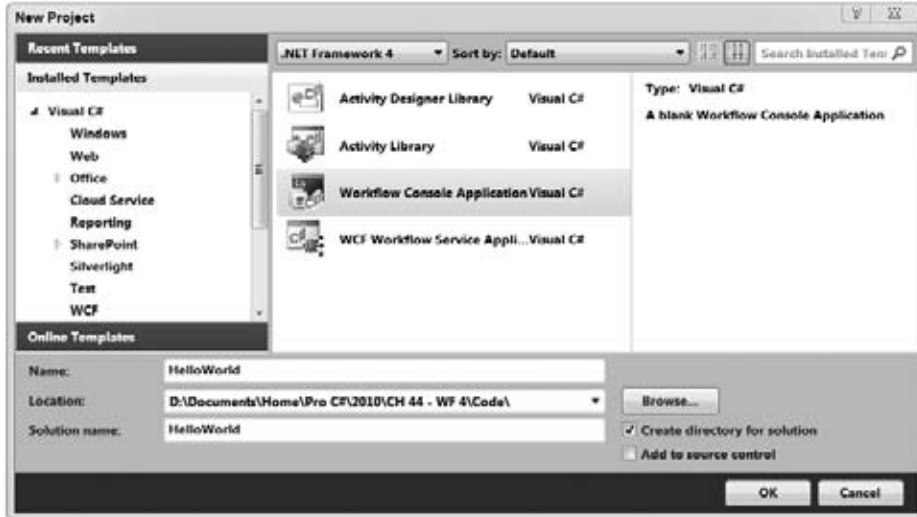 New Project
Recent Templates
Installed Templates
Visual C#
Windows
Web
Office
Cloud Service
Reporting
SharePoint
Silverlight
Test
WCF
Online Templates
.NET Framework 4
Sort by: Default
Search Installed Tem
Activity Designer Library Visual C#
Activity Library Visual C#
Workflow Console Application Visual C#
WCF Workflow Service Appli... Visual C#
Type: Visual C#
A blank Workflow Console Application
Name: HelloWorld
Location: D:\Documents\Home\Pro C#\2010\CH 44 - WF 4\Code\
Browse...
Solution name: HelloWorld
Create directory for solution
Add to source control
OK Cancel